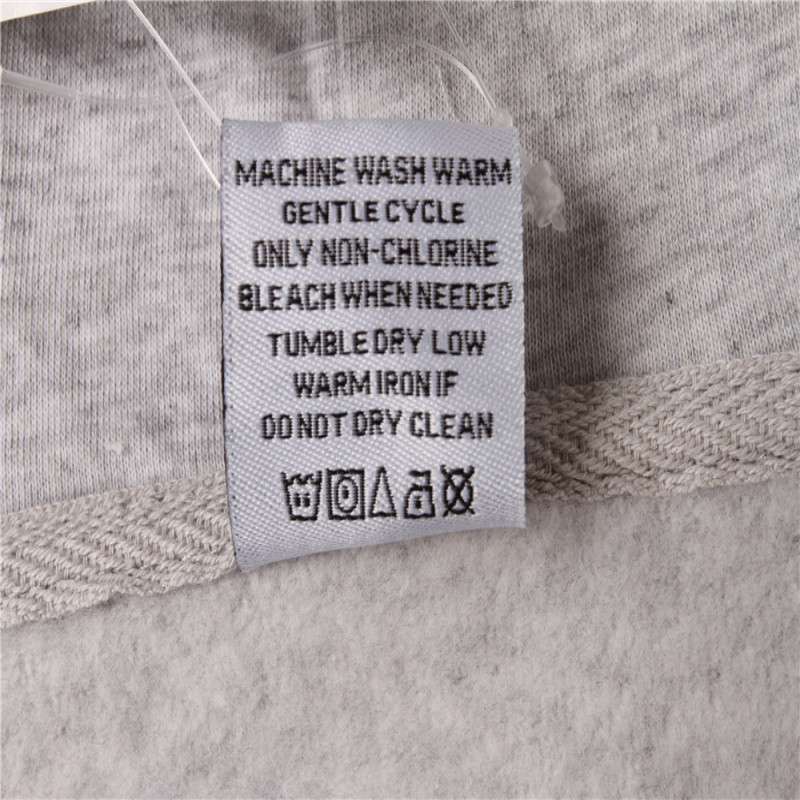 MACHINE WASH WARM
GENTLE CYCLE
ONLY NON-CHLORINE
BLEACH WHEN NEEDED
TUMBLE DRY LOW
WARM IRON IF
DO NOT DRY CLEAN